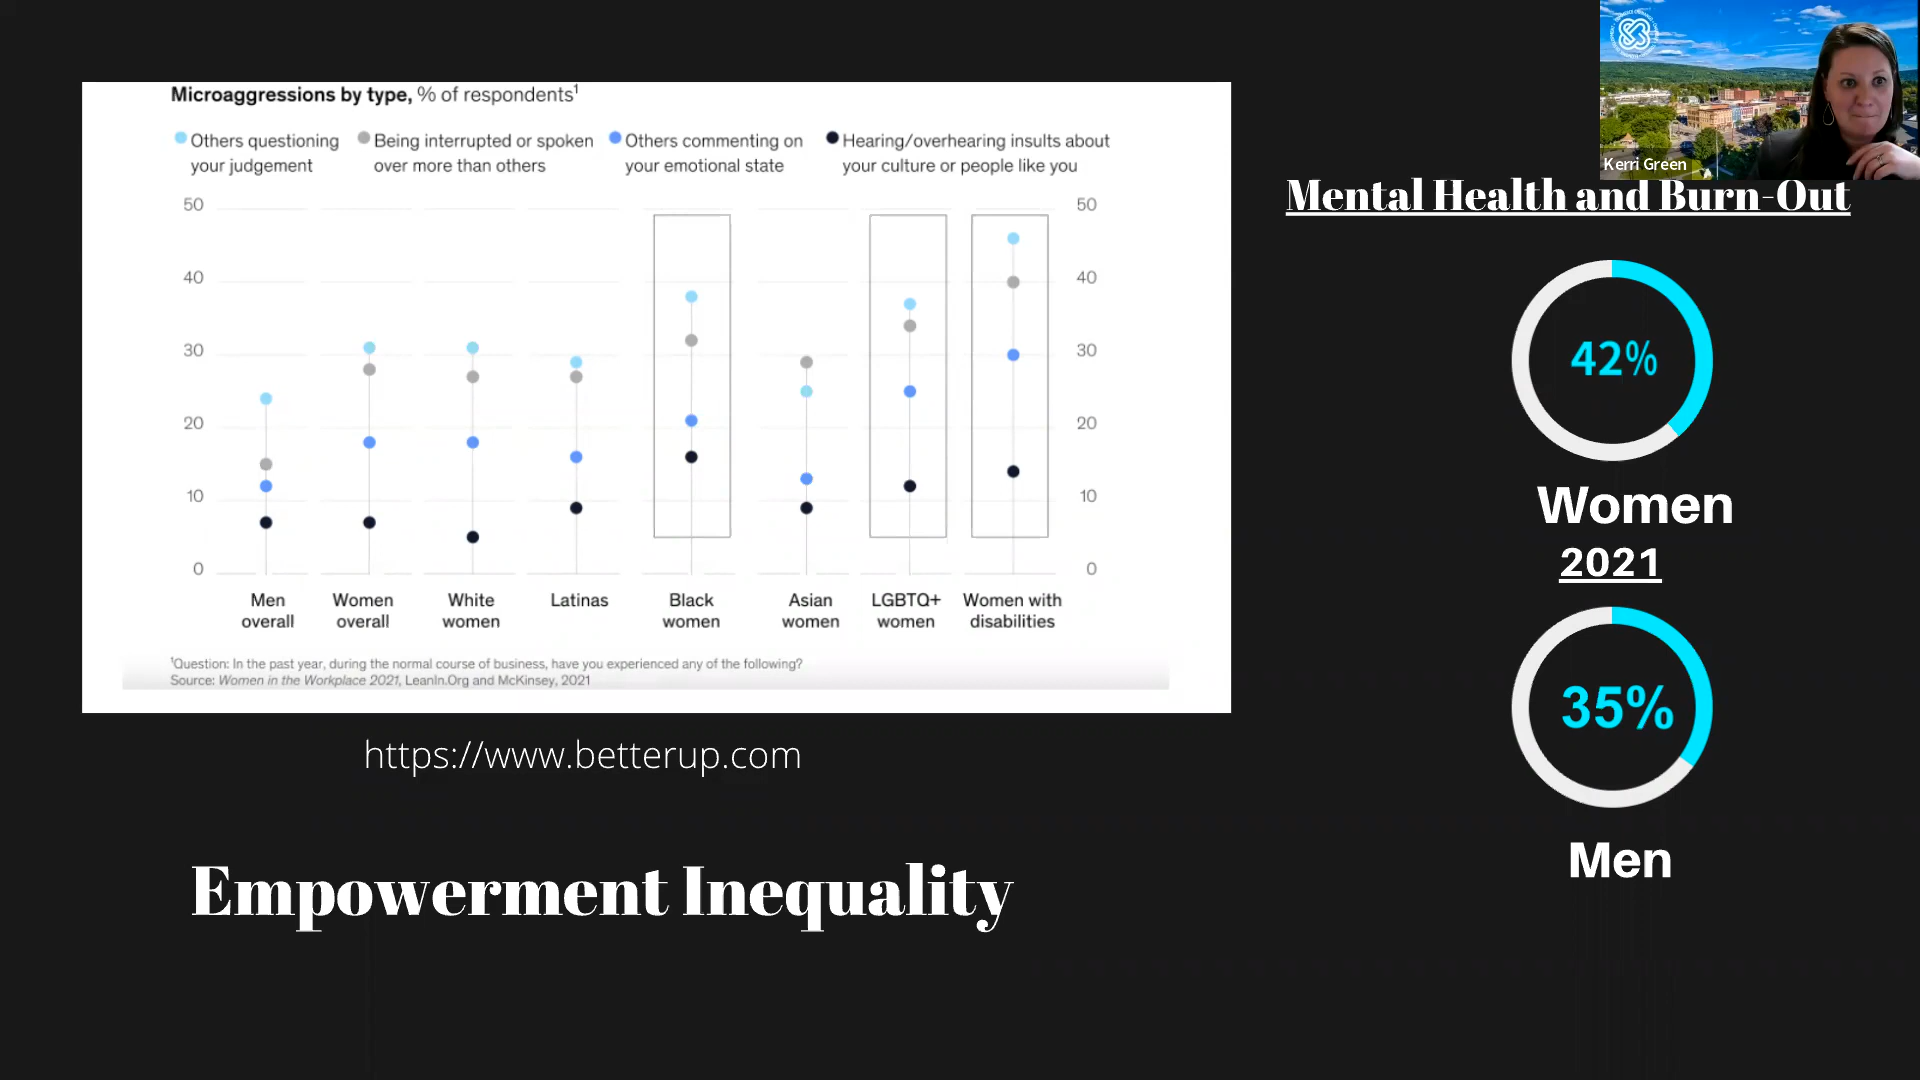 Microaggressions by type, % of respondents¹
Others questioning your judgement
Being interrupted or spoken over more than others
Others commenting on your emotional state
Hearing/overhearing insults about your culture or people like you
50 50
40 40
30 30
20 20
10 10
0 0
Men overall
Women overall
White women
Latinas
Black women
Asian women
LGBTQ+ women
Women with disabilities
¹Question: In the past year, during the normal course of business, have you experienced any of the following?
Source: Women in the Workplace 2021, LeanIn.Org and McKinsey, 2021
https://www.betterup.com
Empowerment Inequality
Kerri Green
Mental Health and Burn-Out
42%
Women
2021
35%
Men